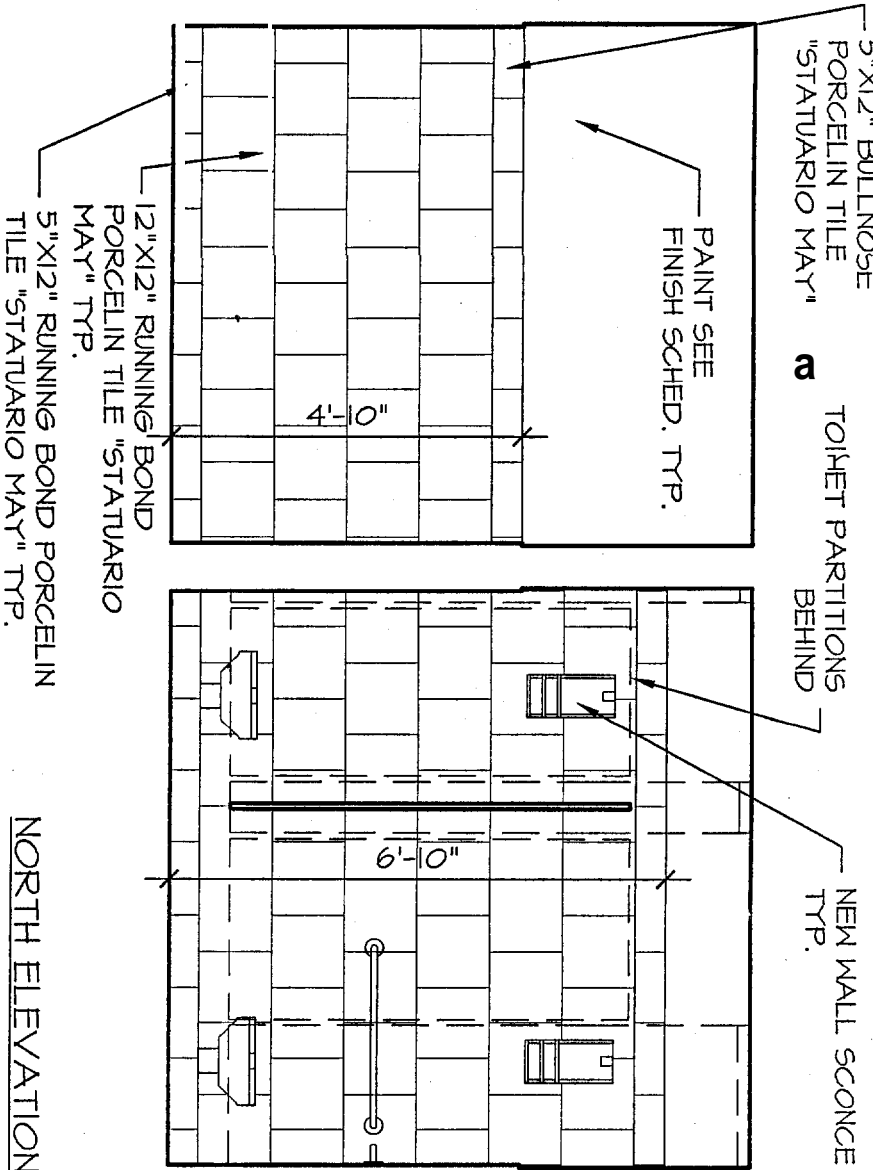 5"X12" BULLNOSE
PORCELIN TILE
"STATUARIO MAY"
a
TOIHET PARTITIONS
BEHIND
NEW WALL SCONCE
TYP.
PAINT SEE
FINISH SCHED. TYP.
4'-10"
6'-10"
12"X12" RUNNING BOND
PORCELIN TILE "STATUARIO
MAY" TYP.
5"X12" RUNNING BOND PORCELIN
TILE "STATUARIO MAY" TYP.
NORTH ELEVATION